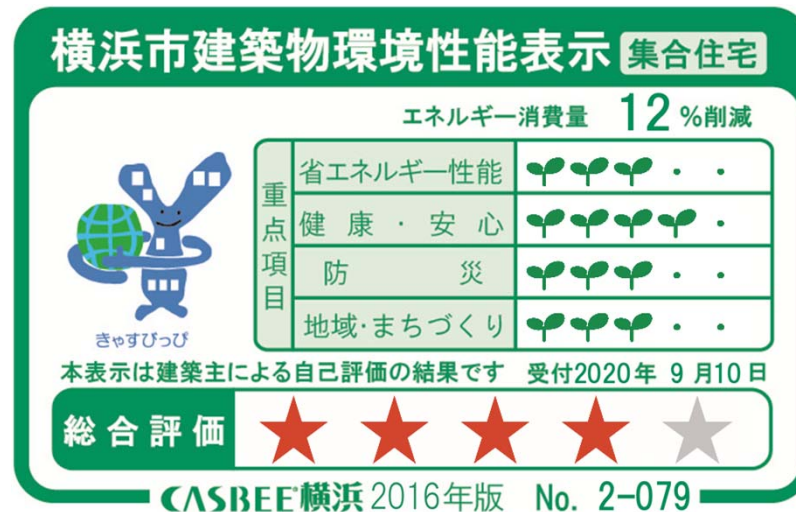 横浜市建築物環境性能表示 集合住宅
エネルギー消費量 12%削減
重点項目
省エネルギー性能
健康・安心
防災
地域・まちづくり
きゃすびっぴ
本表示は建築主による自己評価の結果です 受付2020年 9月10日
総合評価
CASBEE横浜 2016年版 No. 2-079